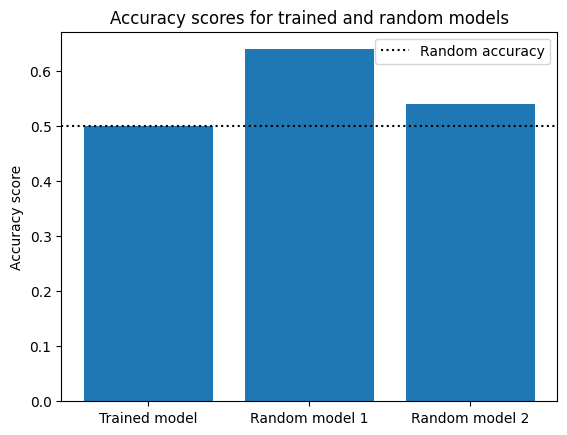 Accuracy scores for trained and random models
Random accuracy
Accuracy score
0.6
0.5
0.4
0.3
0.2
0.1
0.0
Trained model
Random model 1
Random model 2